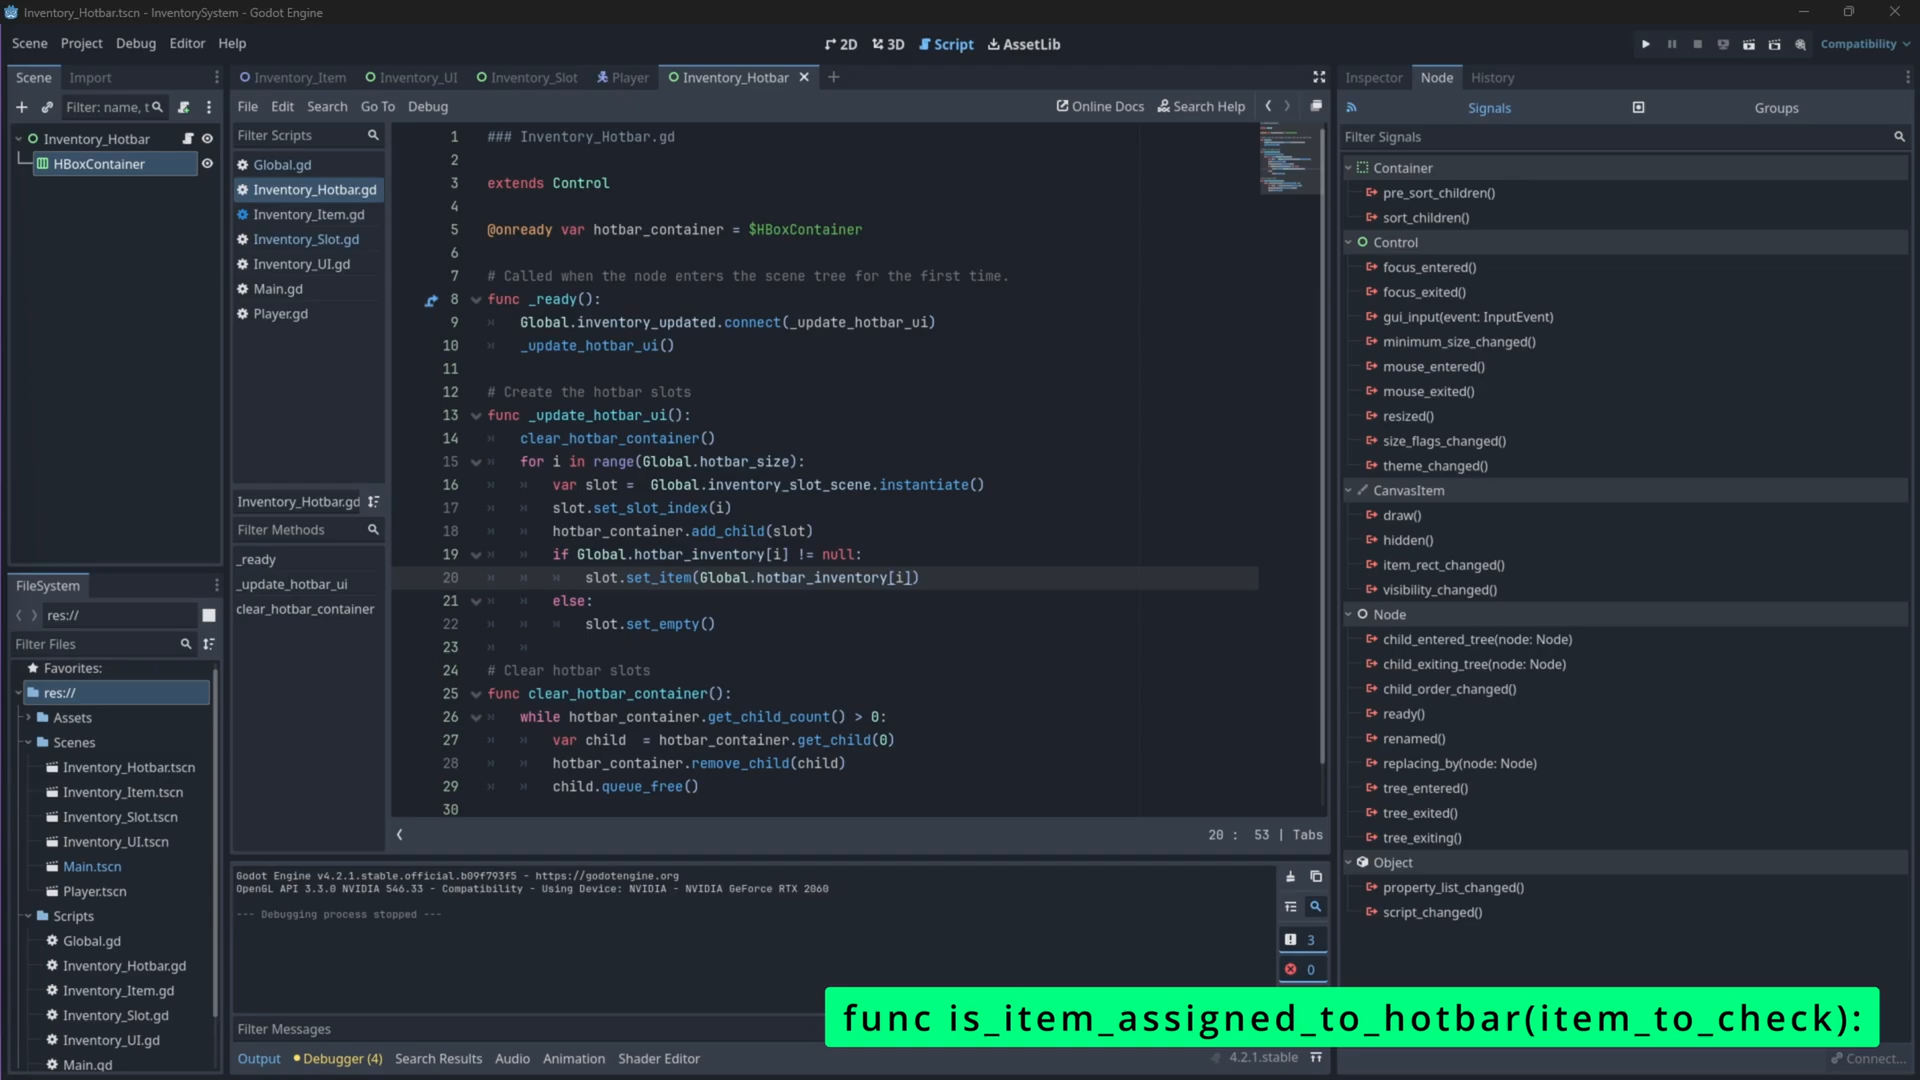 Inventory_Hotbar.tscn - InventorySystem - Godot Engine
Scene Project Debug Editor Help
2D 3D Script AssetLib
Compatibility
Scene Import
Inventory_Item Inventory_UI Inventory_Slot Player Inventory_Hotbar
Inspector Node History
Filter: name, t
File Edit Search Go To Debug
Online Docs Search Help
Signals Groups
Filter Signals
Inventory_Hotbar
HBoxContainer
Filter Scripts
Global.gd
Inventory_Hotbar.gd
Inventory_Item.gd
Inventory_Slot.gd
Inventory_UI.gd
Main.gd
Player.gd
Inventory_Hotbar.gd
Filter Methods
_ready
_update_hotbar_ui
clear_hotbar_container
1 ### Inventory_Hotbar.gd
2
3 extends Control
4
5 @onready var hotbar_container = $HBoxContainer
6
7 # Called when the node enters the scene tree for the first time.
8 func _ready():
9 Global.inventory_updated.connect(_update_hotbar_ui)
10 _update_hotbar_ui()
11
12 # Create the hotbar slots
13 func _update_hotbar_ui():
14 clear_hotbar_container()
15 for i in range(Global.hotbar_size):
16 var slot =  Global.inventory_slot_scene.instantiate()
17 slot.set_slot_index(i)
18 hotbar_container.add_child(slot)
19 if Global.hotbar_inventory[i] != null:
20 slot.set_item(Global.hotbar_inventory[i])
21 else:
22 slot.set_empty()
23
24 # Clear hotbar slots
25 func clear_hotbar_container():
26 while hotbar_container.get_child_count() > 0:
27 var child  = hotbar_container.get_child(0)
28 hotbar_container.remove_child(child)
29 child.queue_free()
30
20 : 53 | Tabs
Container
pre_sort_children()
sort_children()
Control
focus_entered()
focus_exited()
gui_input(event: InputEvent)
minimum_size_changed()
mouse_entered()
mouse_exited()
resized()
size_flags_changed()
theme_changed()
CanvasItem
draw()
hidden()
item_rect_changed()
visibility_changed()
Node
child_entered_tree(node: Node)
child_exiting_tree(node: Node)
child_order_changed()
ready()
renamed()
replacing_by(node: Node)
tree_entered()
tree_exited()
tree_exiting()
Object
property_list_changed()
script_changed()
FileSystem
res://
Filter Files
Favorites:
res://
Assets
Scenes
Inventory_Hotbar.tscn
Inventory_Item.tscn
Inventory_Slot.tscn
Inventory_UI.tscn
Main.tscn
Player.tscn
Scripts
Global.gd
Inventory_Hotbar.gd
Inventory_Item.gd
Inventory_Slot.gd
Inventory_UI.gd
Main.gd
Godot Engine v4.2.1.stable.official.b09f793f5 - https://godotengine.org
OpenGL API 3.3.0 NVIDIA 546.33 - Compatibility - Using Device: NVIDIA - NVIDIA GeForce RTX 2060
--- Debugging process stopped ---
3
0
Filter Messages
func is_item_assigned_to_hotbar(item_to_check):
Output Debugger (4) Search Results Audio Animation Shader Editor
4.2.1.stable
Connect...